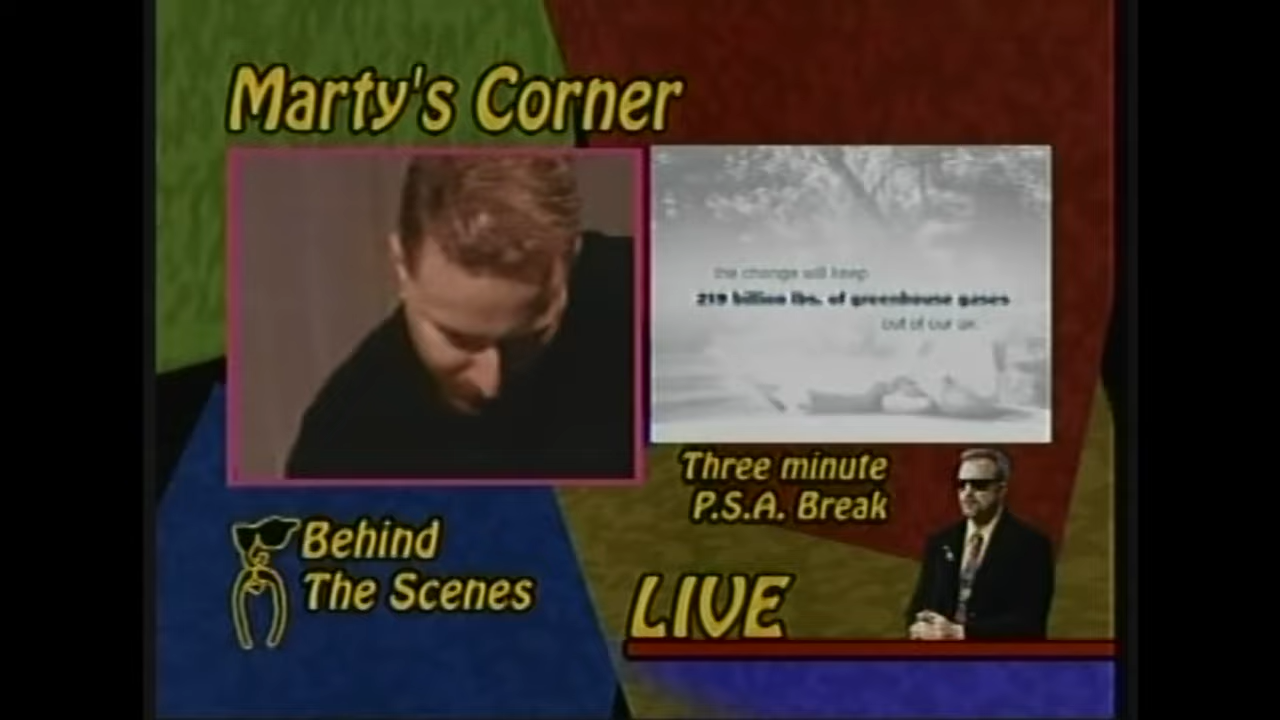 Marty's Corner
the change will keep
219 billion lbs. of greenhouse gases
out of our air.
Three minute
P.S.A. Break
Behind
The Scenes
LIVE